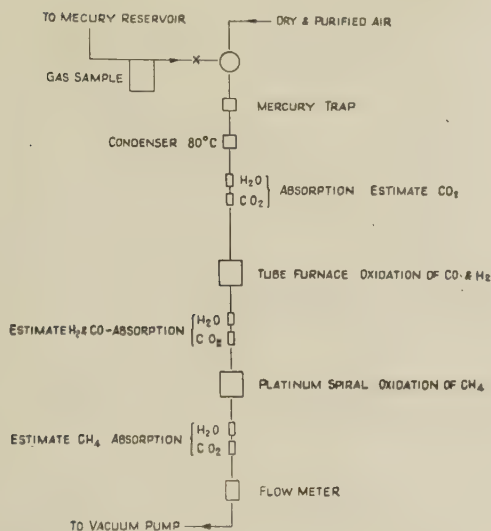 TO MECURY RESERVOIR
DRY & PURIFIED AIR
GAS SAMPLE
X
MERCURY TRAP
CONDENSER 80°C
H₂O
CO₂
ABSORPTION ESTIMATE CO₂
TUBE FURNACE OXIDATION OF CO & H₂
ESTIMATE H₂ & CO-ABSORPTION
H₂O
CO₂
PLATINUM SPIRAL OXIDATION OF CH₄
ESTIMATE CH₄ ABSORPTION
H₂O
CO₂
FLOW METER
TO VACUUM PUMP